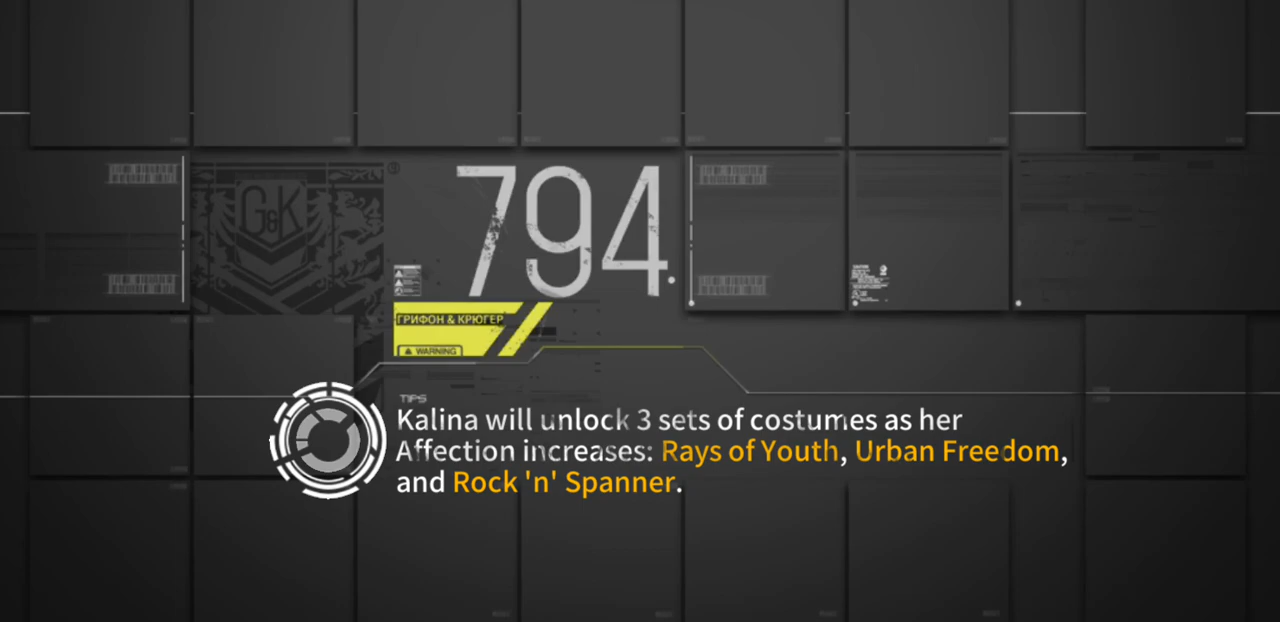 G&K
794.
ГРИФОН & КРЮГЕР
WARNING
TIPS
Kalina will unlock 3 sets of costumes as her
Affection increases: Rays of Youth, Urban Freedom,
and Rock 'n' Spanner.